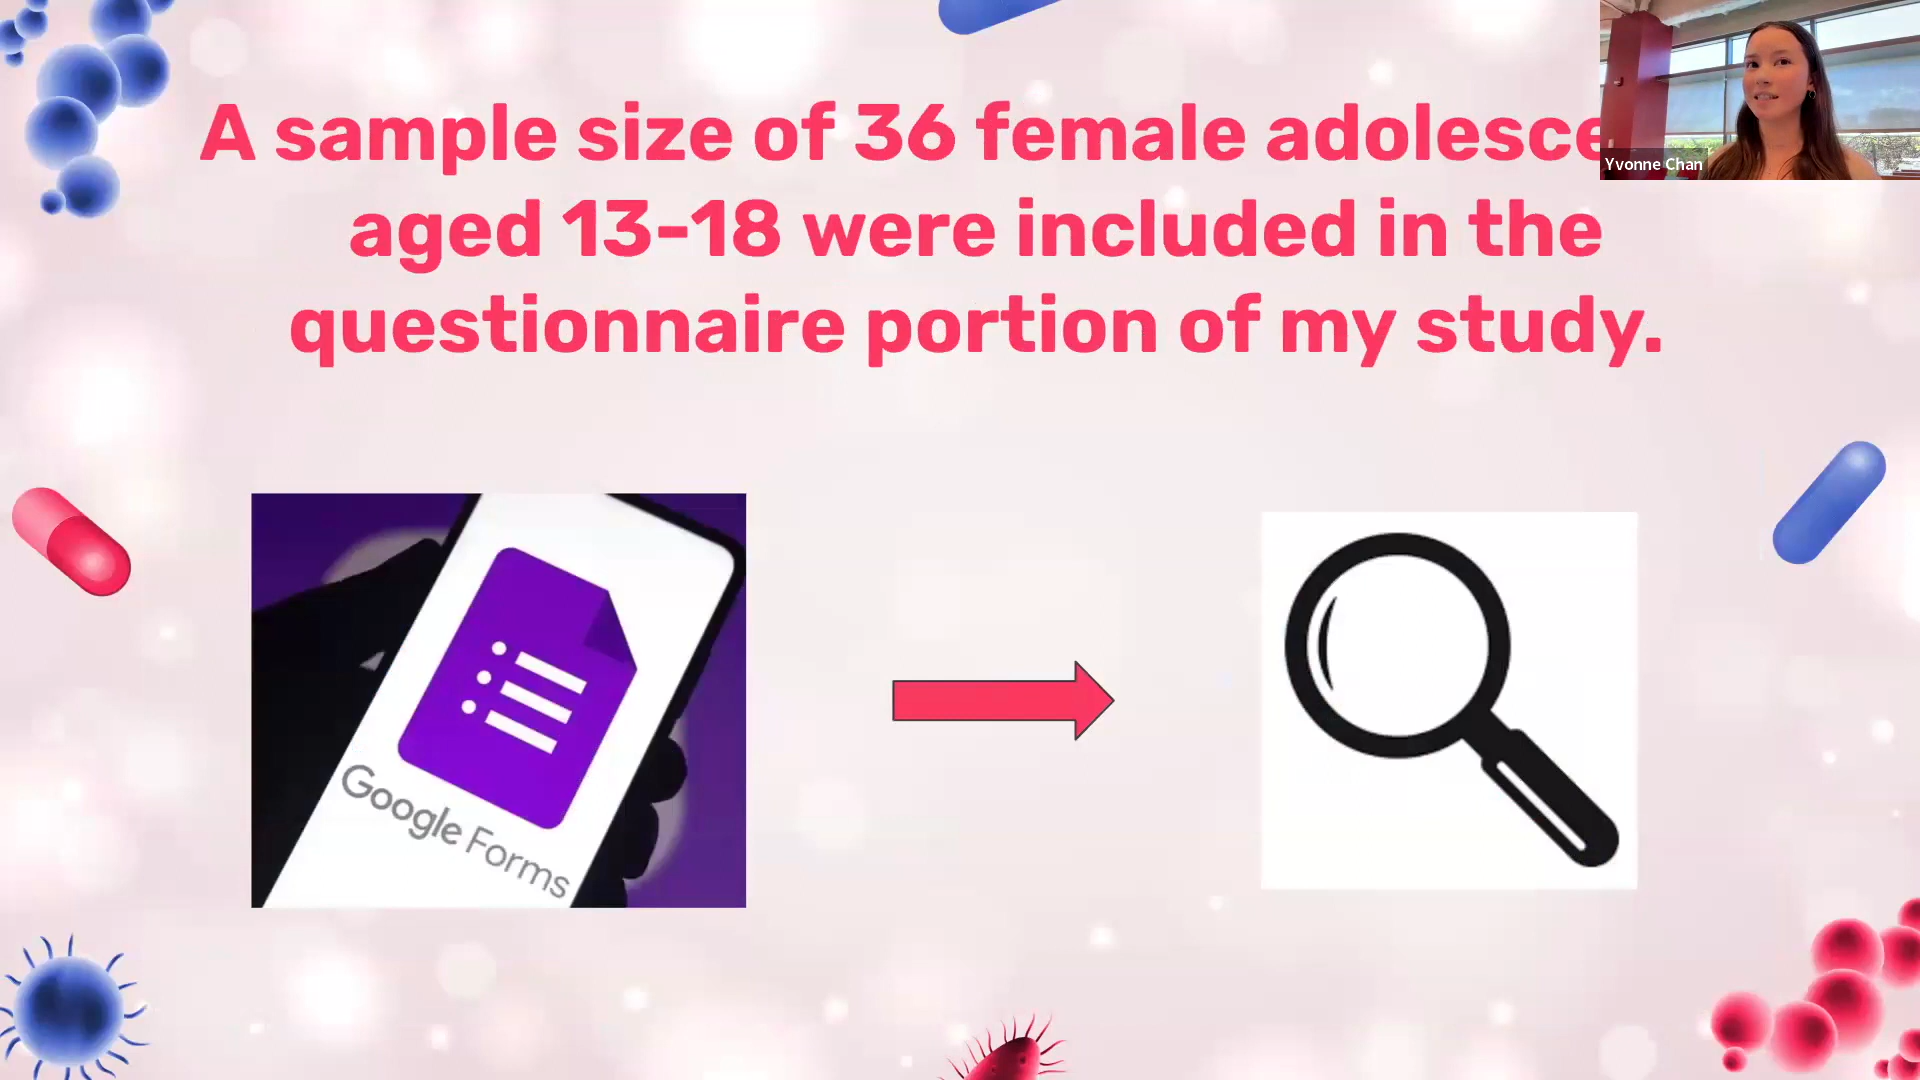 A sample size of 36 female adolesce
aged 13-18 were included in the
questionnaire portion of my study.
Yvonne Chan
Google Forms